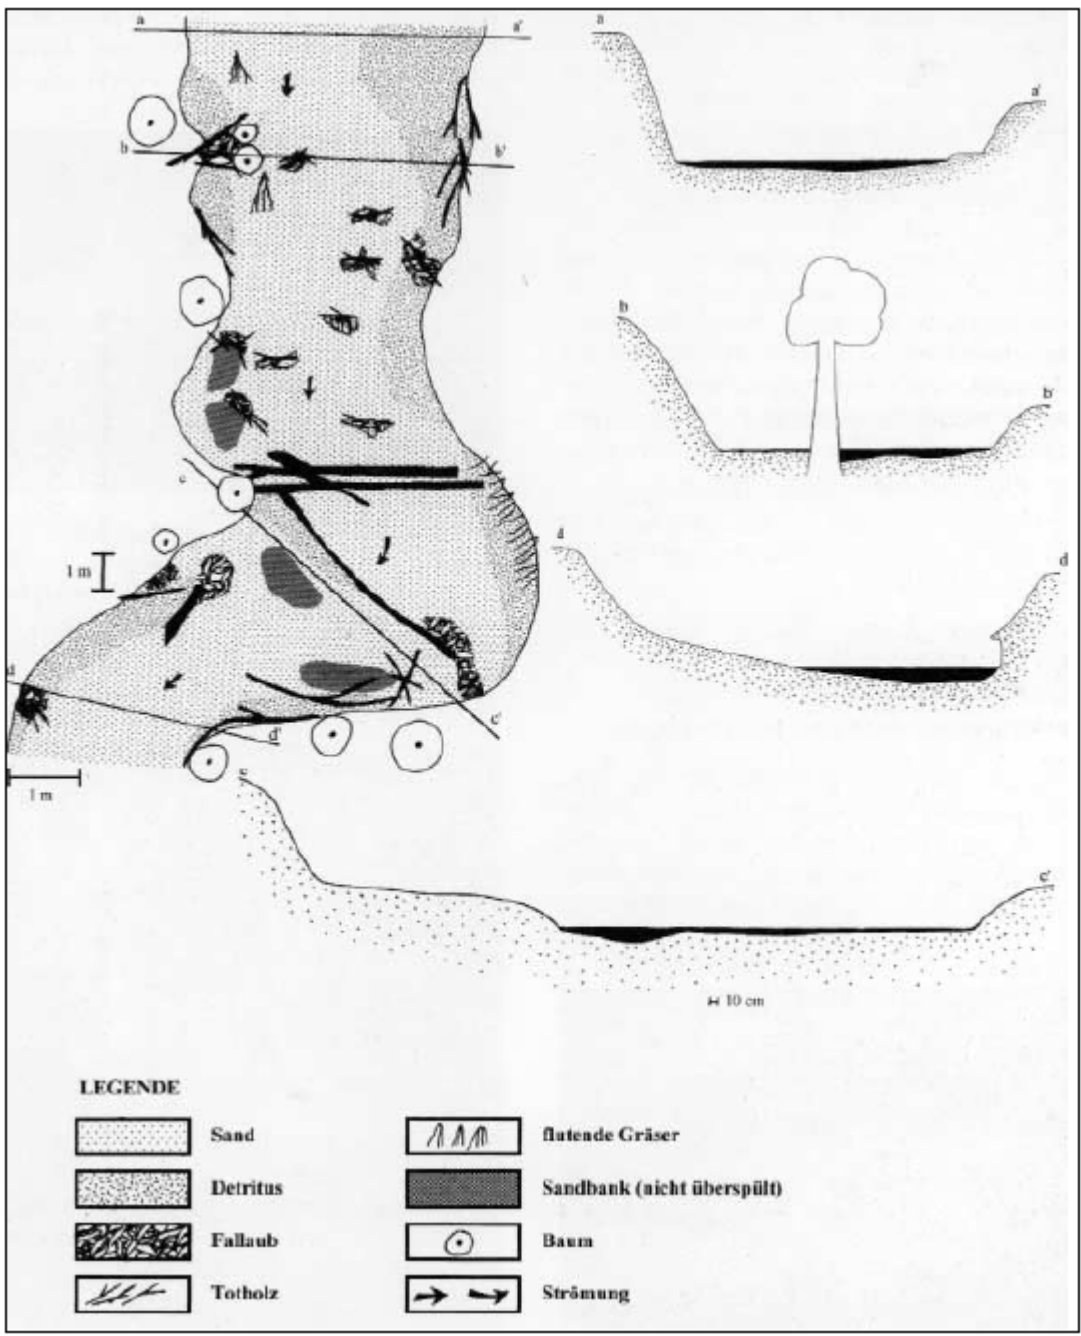 a
a'
a
a'
b
b'
b
b'
c
1 m
d
d
d
c'
d'
1 m
c
c'
10 cm
LEGENDE
Sand
flutende Gräser
Detritus
Sandbank (nicht überspült)
Fallaub
Baum
Totholz
Strömung